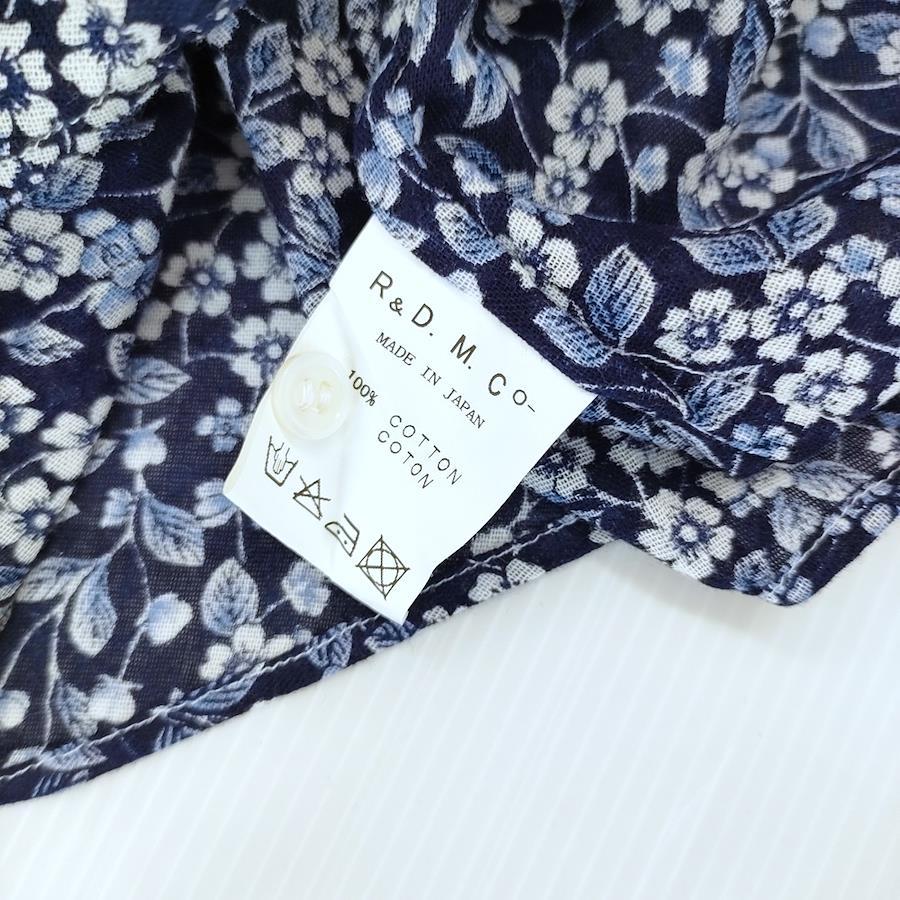 R & D. M. Co-
MADE IN JAPAN
100% COTTON
COTON